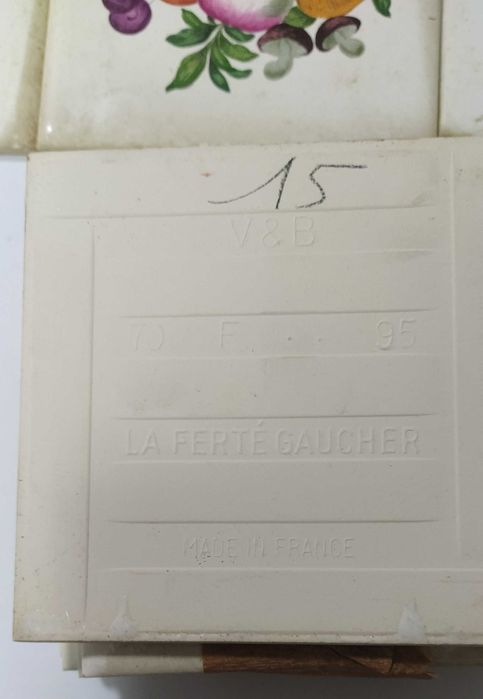 15
V & B
F . . . 95
LA FERTÉ GAUCHER
MADE IN FRANCE